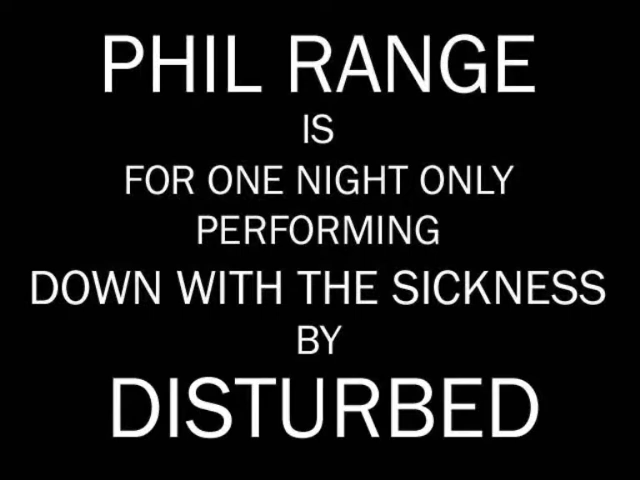 PHIL RANGE
IS
FOR ONE NIGHT ONLY
PERFORMING
DOWN WITH THE SICKNESS
BY
DISTURBED